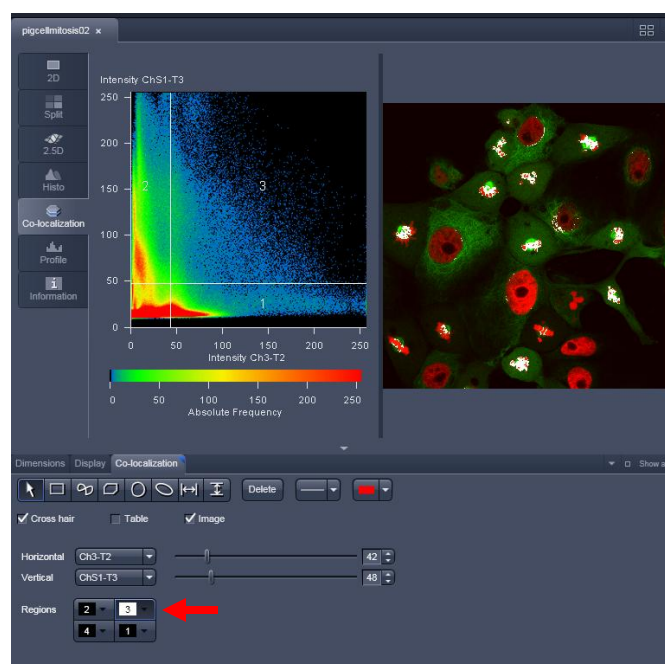 pigcellmitosis02 ×
2D
Split
2.5D
Histo
Co-localization
Profile
i
Information
Intensity ChS1-T3
250
200
150
100
50
0
2
3
1
0 50 100 150 200 250
Intensity Ch3-T2
0 50 100 150 200 250
Absolute Frequency
Dimensions Display Co-localization
Show a
Delete
Cross hair Table Image
Horizontal Ch3-T2 42
Vertical ChS1-T3 48
Regions 2 3
4 1